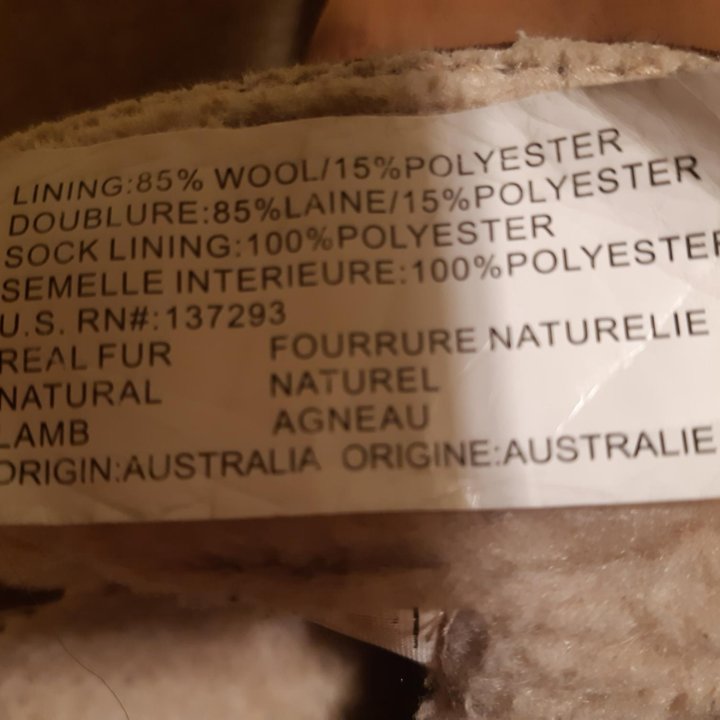 LINING:85% WOOL/15%POLYESTER
DOUBLURE:85%LAINE/15%POLYESTER
SOCK LINING:100%POLYESTER
SEMELLE INTERIEURE:100%POLYESTER
U.S. RN#:137293
REAL FUR FOURRURE NATURELIE
NATURAL NATUREL
LAMB AGNEAU
ORIGIN:AUSTRALIA ORIGINE:AUSTRALIE